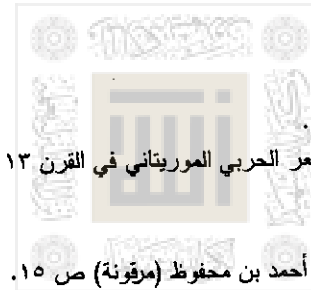 عر الحربي الموريتاني في القرن ١٣
أحمد بن محفوظ (مرقونة) ص ١٥.